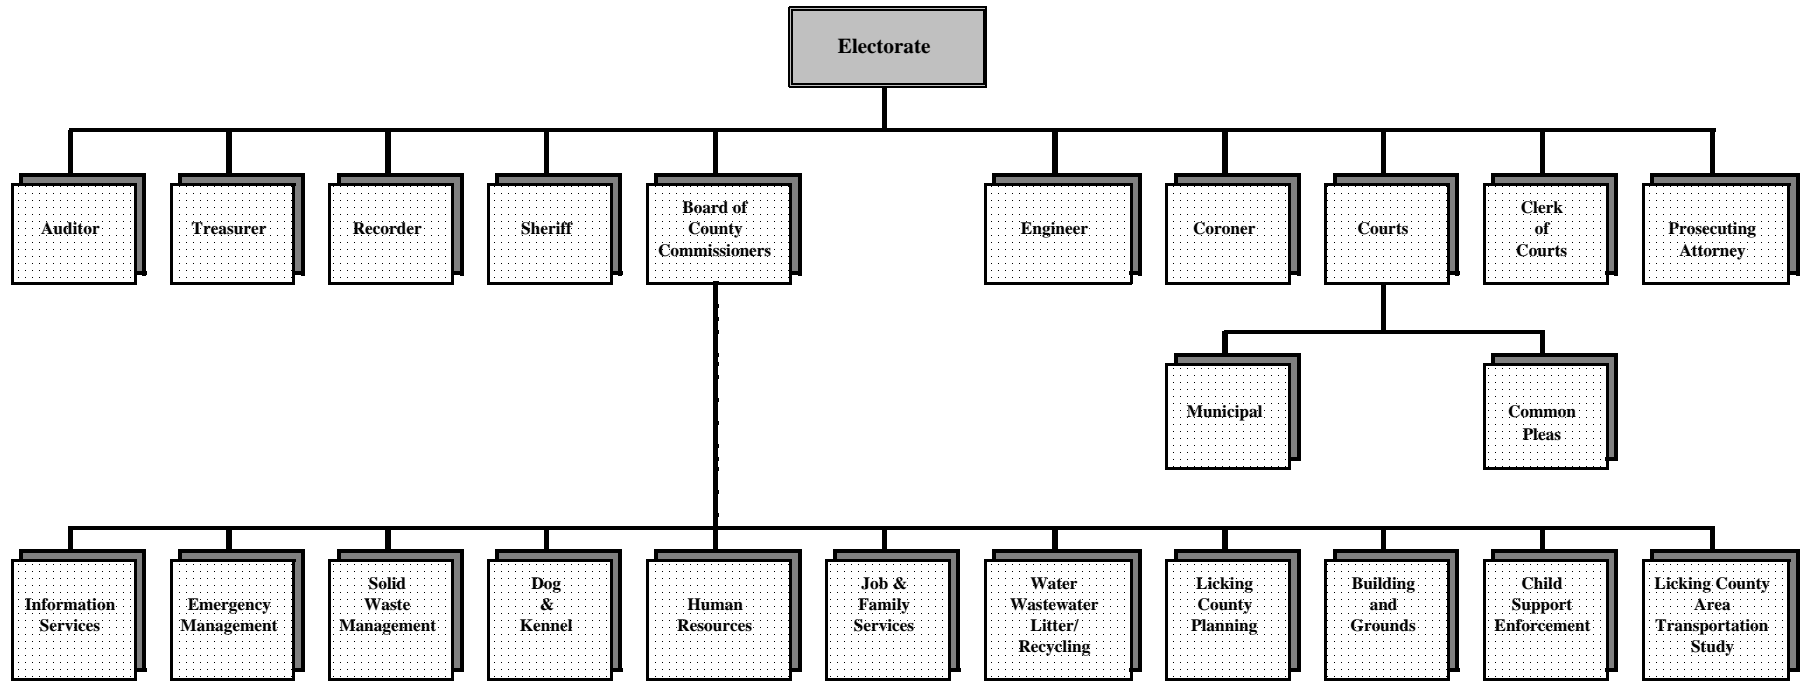 Electorate
Auditor
Treasurer
Recorder
Sheriff
Board of
County
Commissioners
Engineer
Coroner
Courts
Clerk
of
Courts
Prosecuting
Attorney
Municipal
Common
Pleas
Information
Services
Emergency
Management
Solid
Waste
Management
Dog
&
Kennel
Human
Resources
Job &
Family
Services
Water
Wastewater
Litter/
Recycling
Licking
County
Planning
Building
and
Grounds
Child
Support
Enforcement
Licking County
Area
Transportation
Study